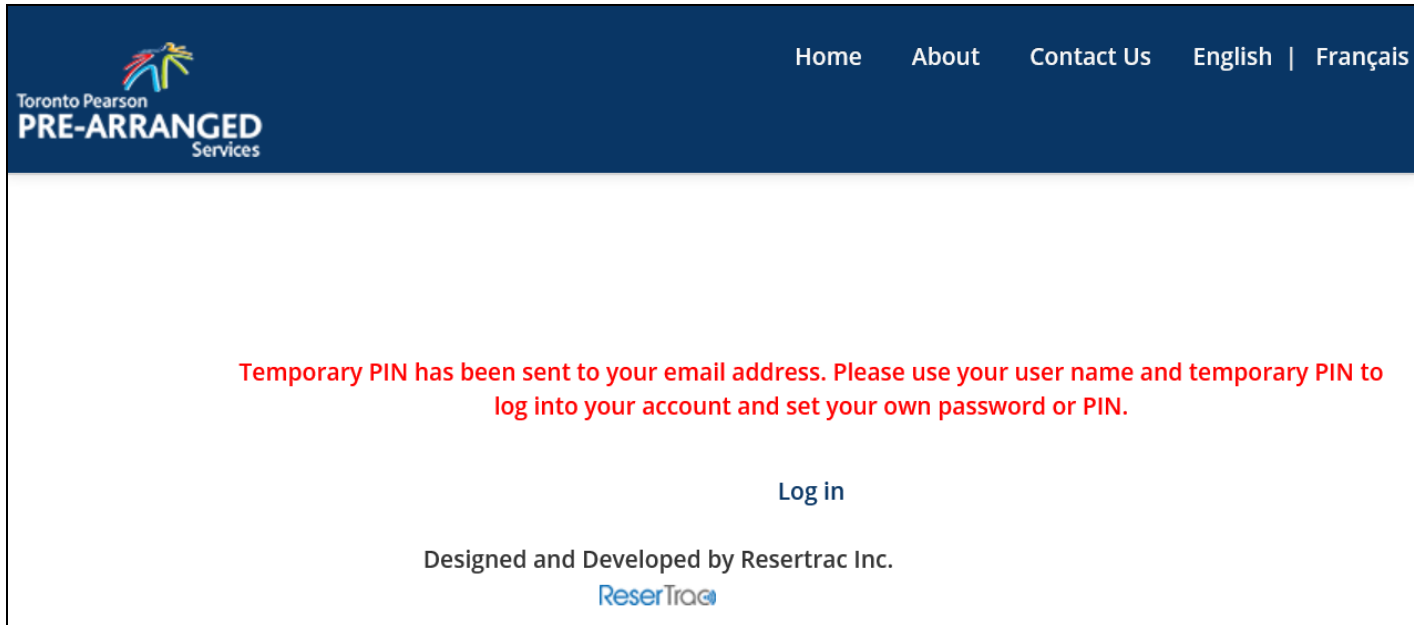 Home About Contact Us English | Français
Toronto Pearson
PRE-ARRANGED
Services
Temporary PIN has been sent to your email address. Please use your user name and temporary PIN to
log into your account and set your own password or PIN.
Log in
Designed and Developed by Resertrac Inc.
ReserTrac